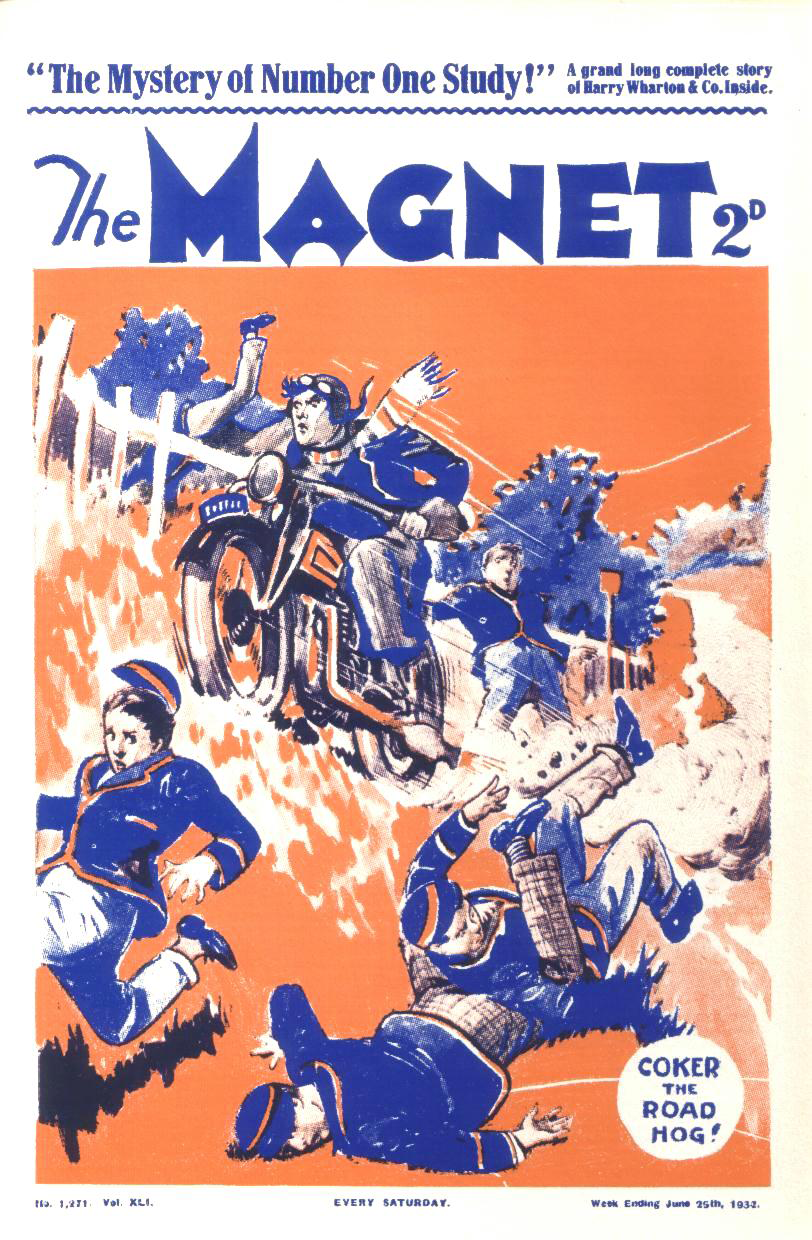 "The Mystery of Number One Study!"
A grand long complete story
of Harry Wharton & Co. Inside.
The MAGNET 2D
COKER
THE
ROAD
HOG!
No. 1,271. Vol. XLI.
EVERY SATURDAY.
Week Ending June 25th, 1932.